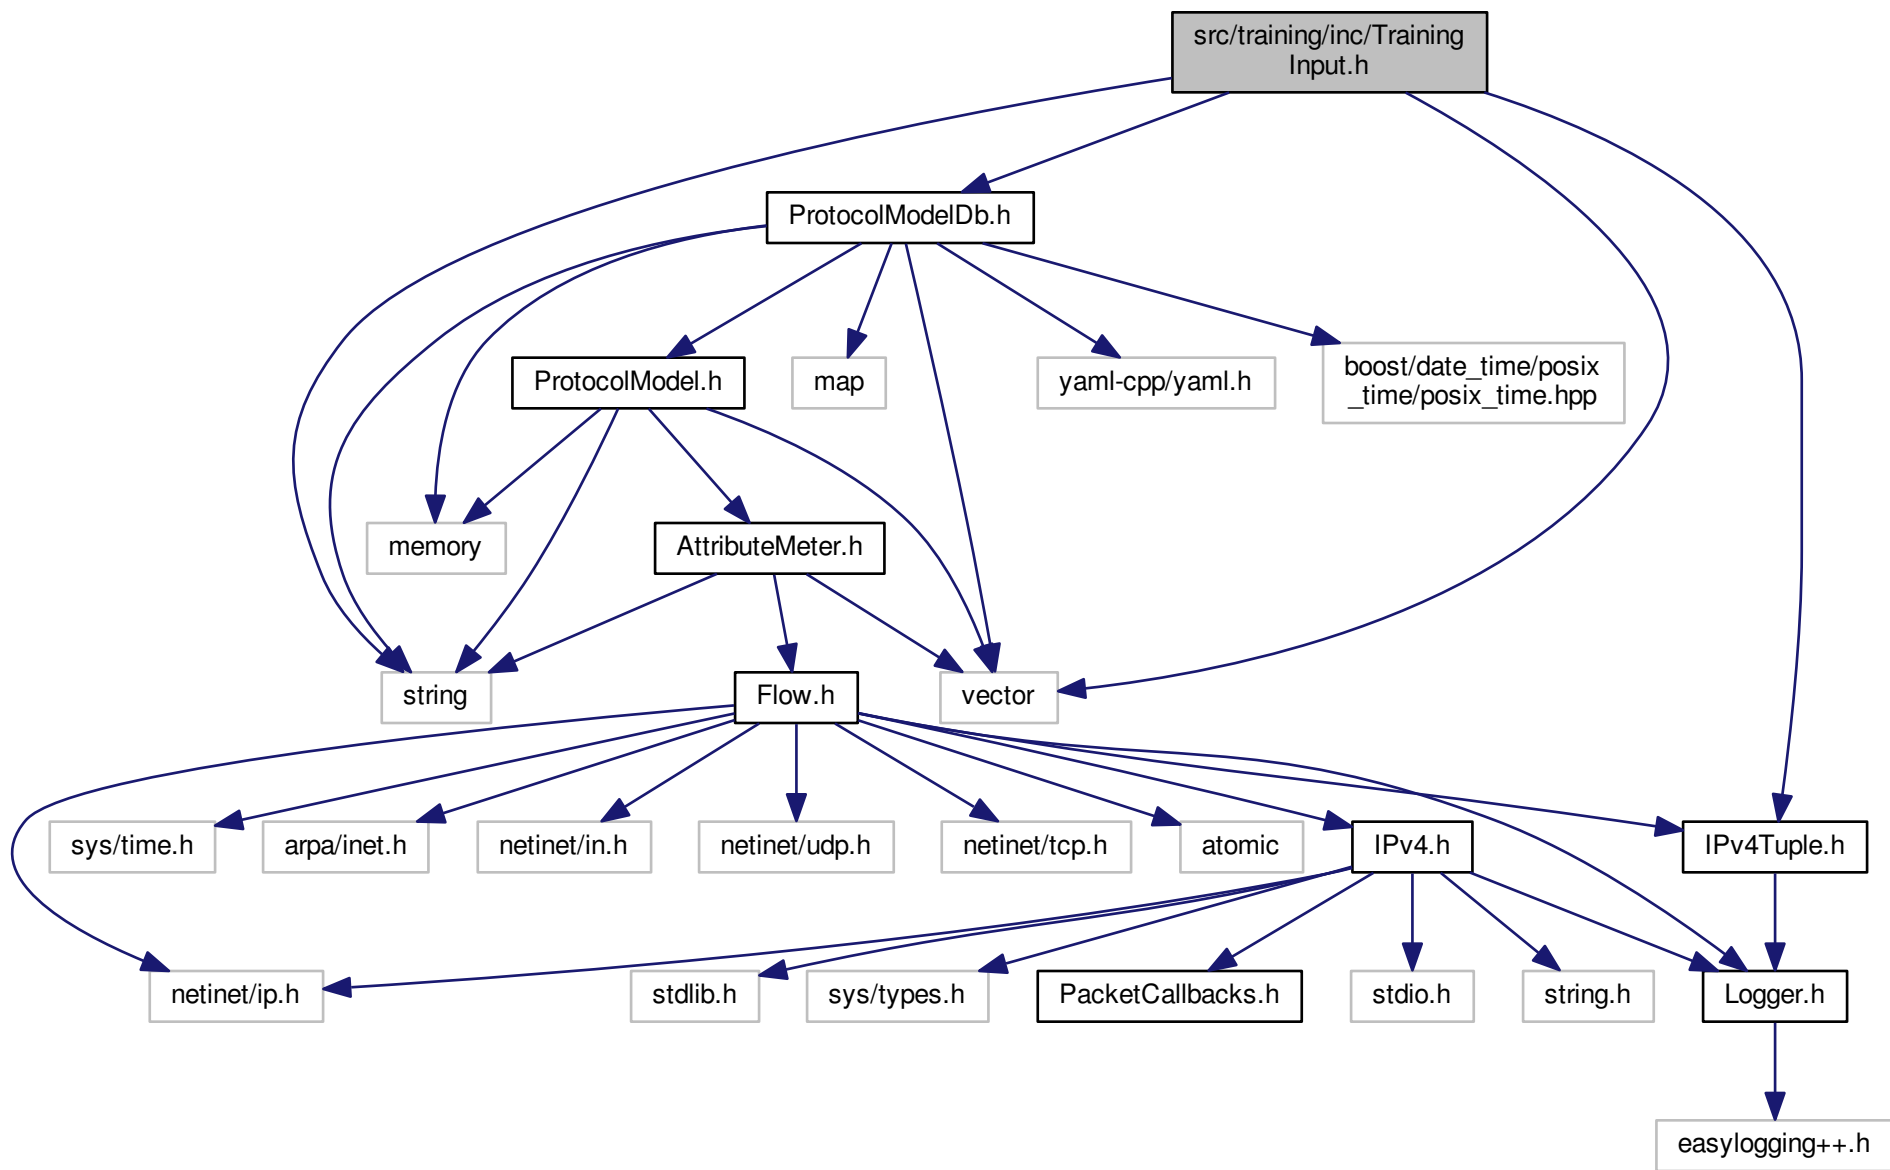 src/training/inc/Training
Input.h
ProtocolModelDb.h
ProtocolModel.h
map
yaml-cpp/yaml.h
boost/date_time/posix
_time/posix_time.hpp
memory
AttributeMeter.h
string
Flow.h
vector
sys/time.h
arpa/inet.h
netinet/in.h
netinet/udp.h
netinet/tcp.h
atomic
IPv4.h
IPv4Tuple.h
netinet/ip.h
stdlib.h
sys/types.h
PacketCallbacks.h
stdio.h
string.h
Logger.h
easylogging++.h